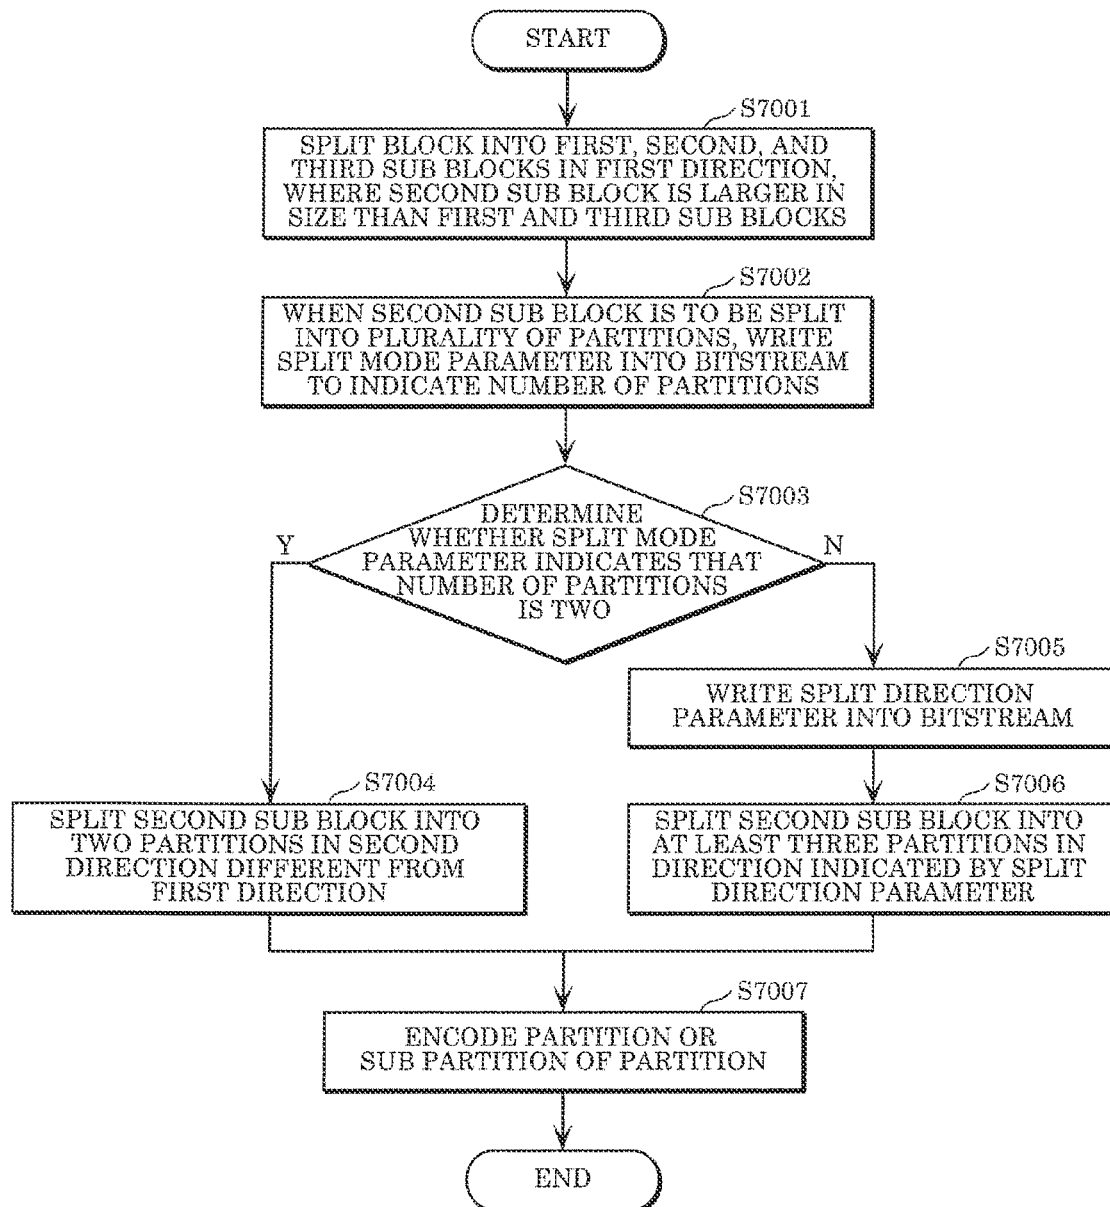 START
S7001
SPLIT BLOCK INTO FIRST, SECOND, AND
THIRD SUB BLOCKS IN FIRST DIRECTION,
WHERE SECOND SUB BLOCK IS LARGER IN
SIZE THAN FIRST AND THIRD SUB BLOCKS
S7002
WHEN SECOND SUB BLOCK IS TO BE SPLIT
INTO PLURALITY OF PARTITIONS, WRITE
SPLIT MODE PARAMETER INTO BITSTREAM
TO INDICATE NUMBER OF PARTITIONS
S7003
DETERMINE
WHETHER SPLIT MODE
PARAMETER INDICATES THAT
NUMBER OF PARTITIONS
IS TWO
Y
N
S7005
WRITE SPLIT DIRECTION
PARAMETER INTO BITSTREAM
S7004
SPLIT SECOND SUB BLOCK INTO
TWO PARTITIONS IN SECOND
DIRECTION DIFFERENT FROM
FIRST DIRECTION
S7006
SPLIT SECOND SUB BLOCK INTO
AT LEAST THREE PARTITIONS IN
DIRECTION INDICATED BY SPLIT
DIRECTION PARAMETER
S7007
ENCODE PARTITION OR
SUB PARTITION OF PARTITION
END